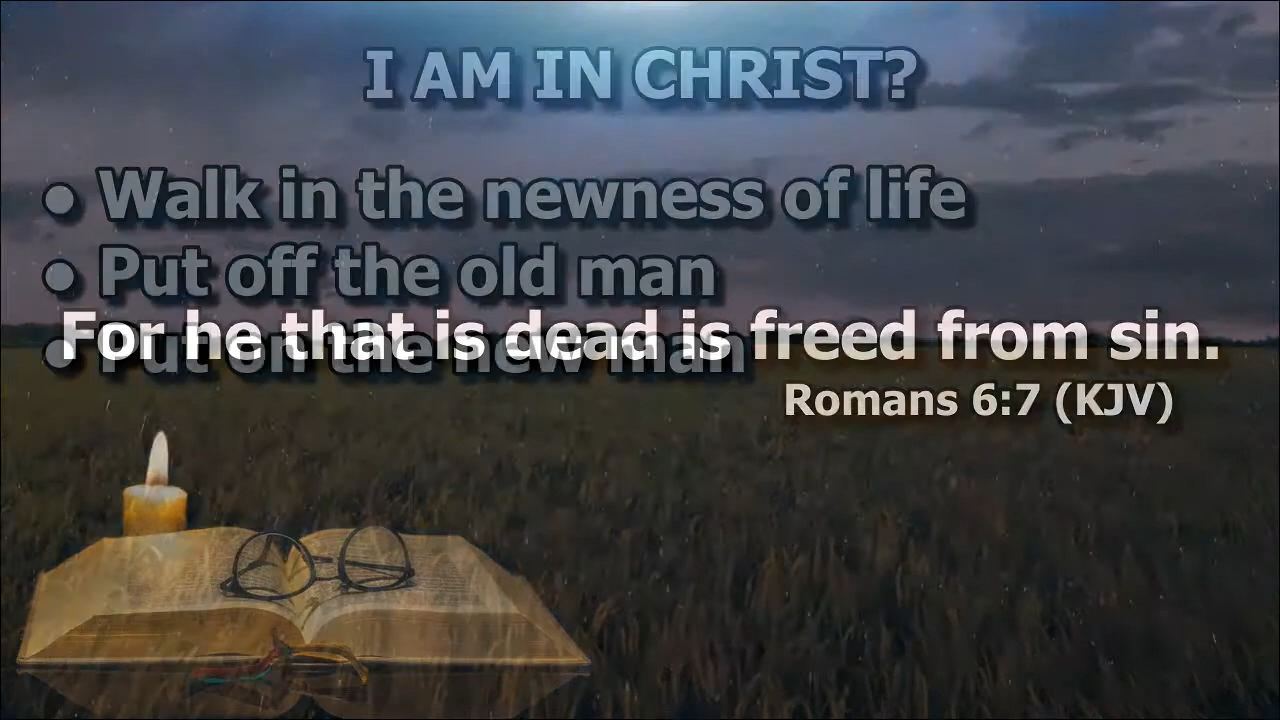 I AM IN CHRIST?
• Walk in the newness of life
• Put off the old man
• Put on the new man
For he that is dead is freed from sin.
Romans 6:7 (KJV)